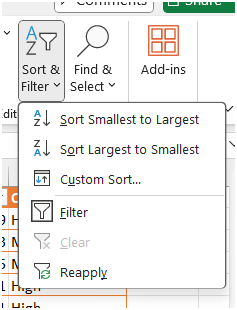 Comments
Share
Sort & Find &
Filter Select
Add-ins
Sort Smallest to Largest
Sort Largest to Smallest
Custom Sort...
Filter
Clear
Reapply
High